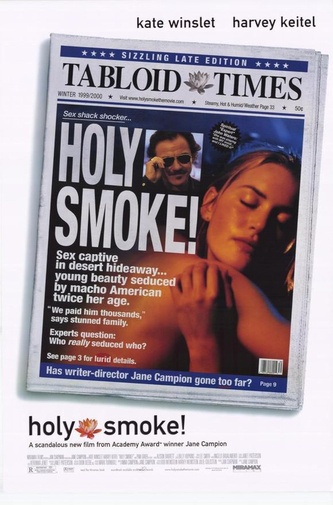 kate winslet harvey keitel
★★★★ SIZZLING LATE EDITION ★★★★
TABLOID TIMES
WINTER 1999/2000 ★ Visit www.holysmokethemovie.com ★ Steamy, Hot & Humid/Weather Page 33 ★ 50¢
Sex shack shocker...
HOLY
SMOKE!
Sex captive
in desert hideaway...
young beauty seduced
by macho American
twice her age.
"We paid him thousands,"
says stunned family.
Experts question:
Who really seduced who?
See page 3 for lurid details.
Has writer-director Jane Campion gone too far? Page 9
holy smoke!
A scandalous new film from Academy Award® winner Jane Campion
R
MIRAMAX